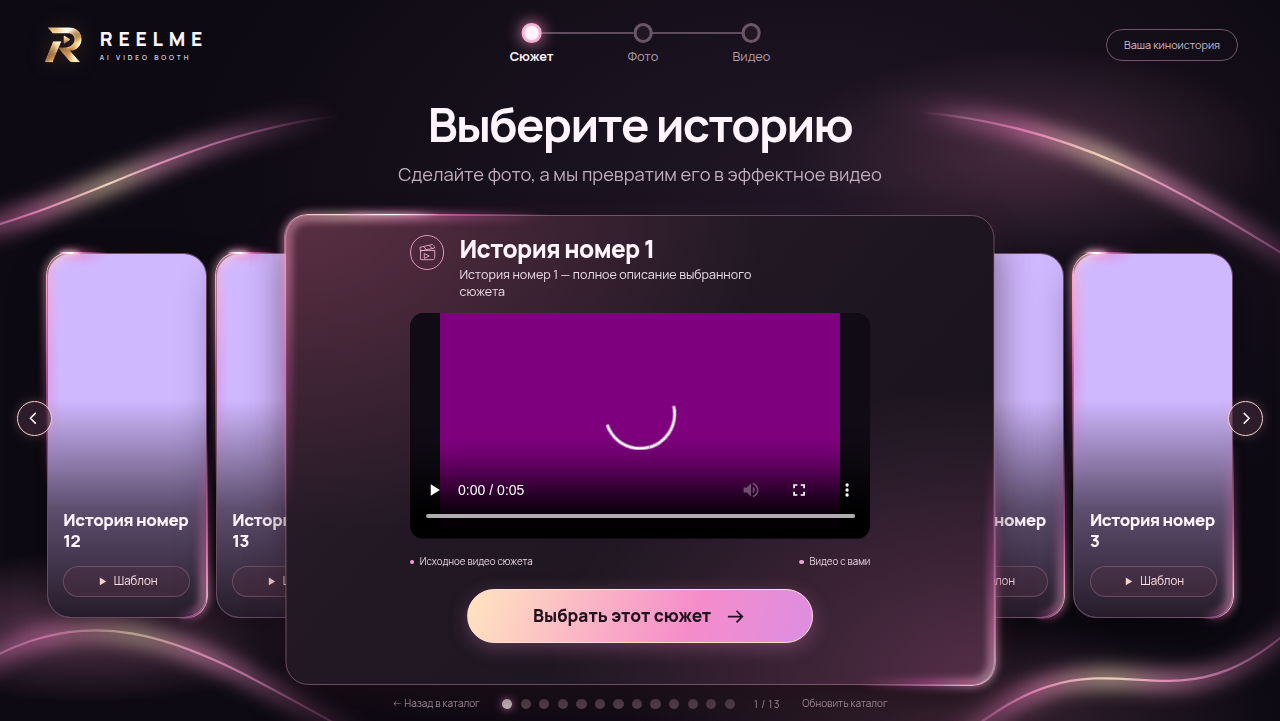 REELME
AI VIDEO BOOTH
Сюжет
Фото
Видео
Ваша киноистория
Выберите историю
Сделайте фото, а мы превратим его в эффектное видео
История номер 1
История номер 1 — полное описание выбранного
сюжета
0:00 / 0:05
История номер
12
Шаблон
Истори
13
номер
лон
История номер
3
Шаблон
Исходное видео сюжета
Видео с вами
Выбрать этот сюжет →
← Назад в каталог
1 / 13
Обновить каталог